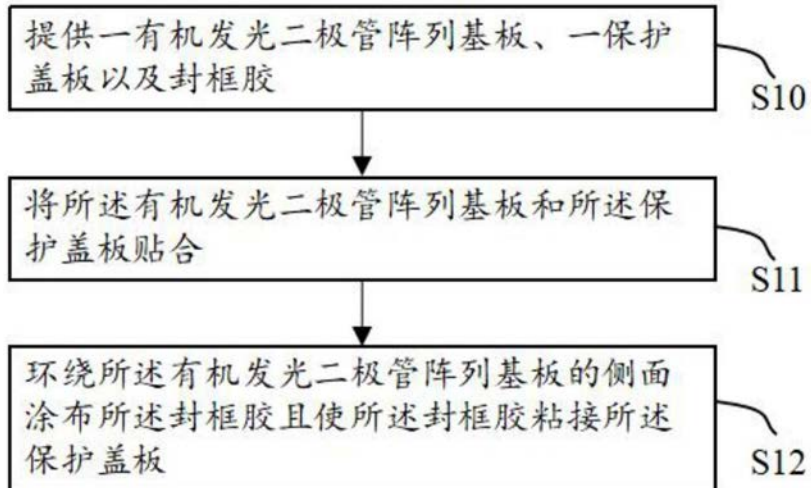 提供一有机发光二极管阵列基板、一保护
盖板以及封框胶
S10
将所述有机发光二极管阵列基板和所述保
护盖板贴合
S11
环绕所述有机发光二极管阵列基板的侧面
涂布所述封框胶且使所述封框胶粘接所述
保护盖板
S12